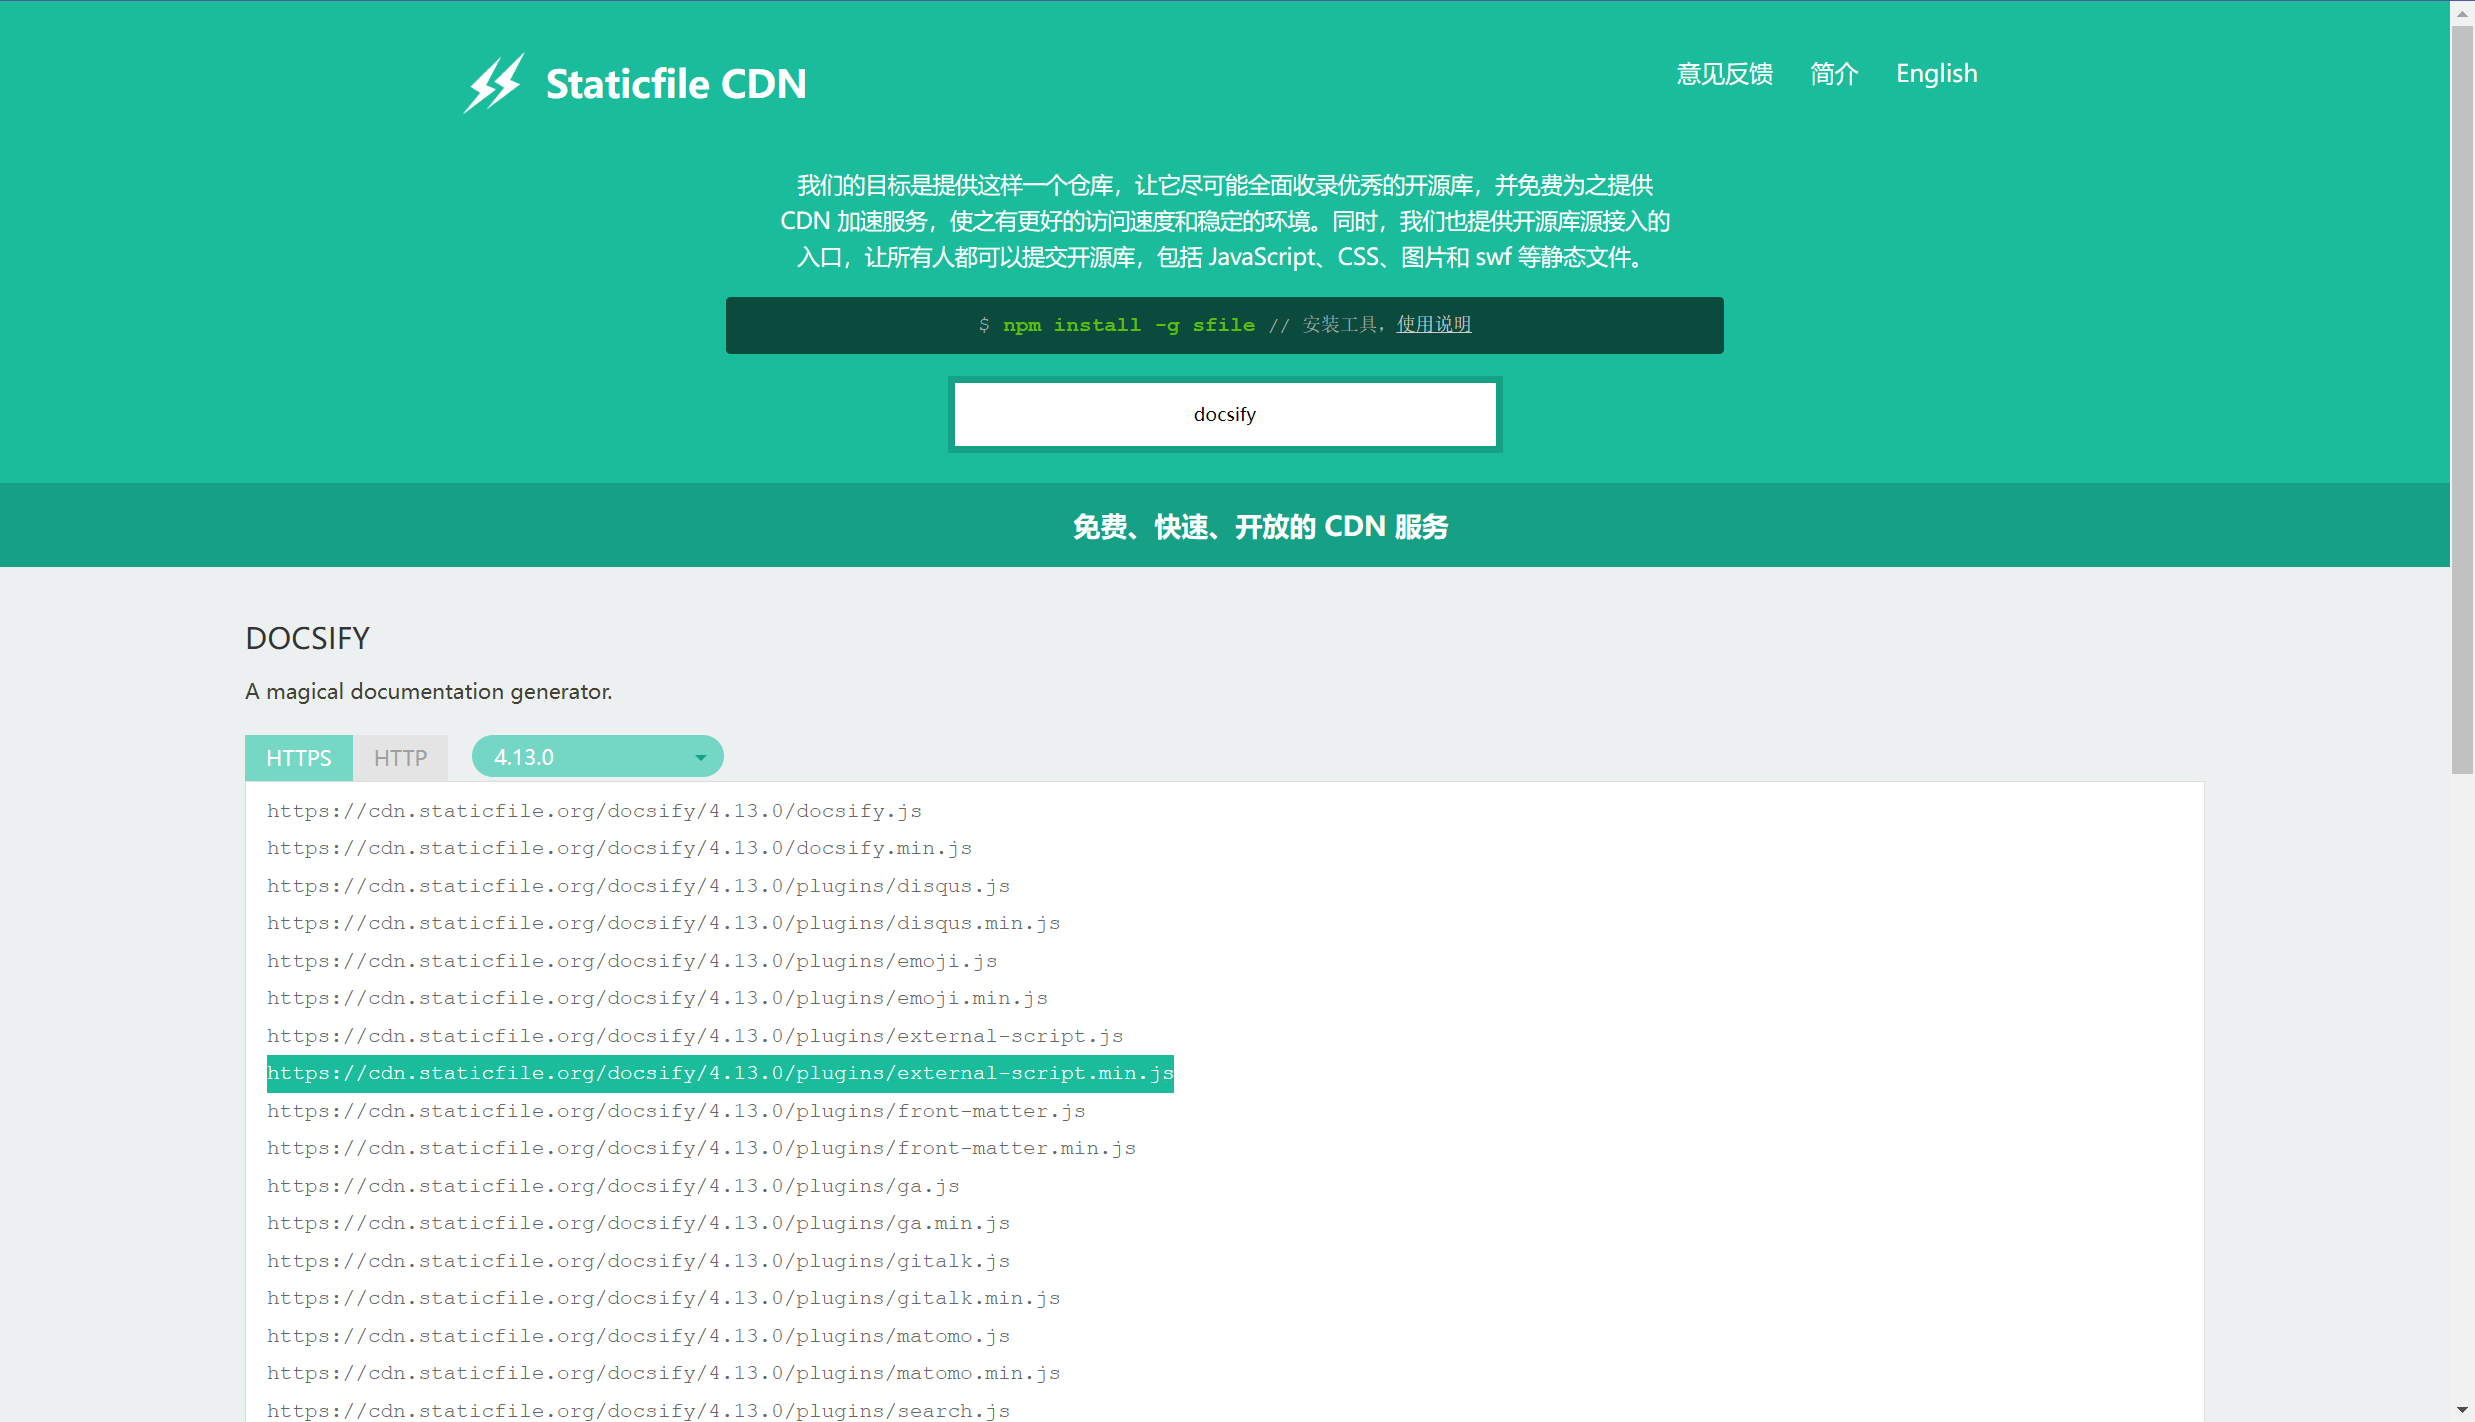 Staticfile CDN
意见反馈 简介 English
我们的目标是提供这样一个仓库，让它尽可能全面收录优秀的开源库，并免费为之提供
CDN 加速服务，使之有更好的访问速度和稳定的环境。同时，我们也提供开源库源接入的
入口，让所有人都可以提交开源库，包括 JavaScript、CSS、图片和 swf 等静态文件。
$ npm install -g sfile // 安装工具，使用说明
docsify
免费、快速、开放的 CDN 服务
DOCSIFY
A magical documentation generator.
HTTPS HTTP 4.13.0
https://cdn.staticfile.org/docsify/4.13.0/docsify.js
https://cdn.staticfile.org/docsify/4.13.0/docsify.min.js
https://cdn.staticfile.org/docsify/4.13.0/plugins/disqus.js
https://cdn.staticfile.org/docsify/4.13.0/plugins/disqus.min.js
https://cdn.staticfile.org/docsify/4.13.0/plugins/emoji.js
https://cdn.staticfile.org/docsify/4.13.0/plugins/emoji.min.js
https://cdn.staticfile.org/docsify/4.13.0/plugins/external-script.js
https://cdn.staticfile.org/docsify/4.13.0/plugins/external-script.min.js
https://cdn.staticfile.org/docsify/4.13.0/plugins/front-matter.js
https://cdn.staticfile.org/docsify/4.13.0/plugins/front-matter.min.js
https://cdn.staticfile.org/docsify/4.13.0/plugins/ga.js
https://cdn.staticfile.org/docsify/4.13.0/plugins/ga.min.js
https://cdn.staticfile.org/docsify/4.13.0/plugins/gitalk.js
https://cdn.staticfile.org/docsify/4.13.0/plugins/gitalk.min.js
https://cdn.staticfile.org/docsify/4.13.0/plugins/matomo.js
https://cdn.staticfile.org/docsify/4.13.0/plugins/matomo.min.js
https://cdn.staticfile.org/docsify/4.13.0/plugins/search.js